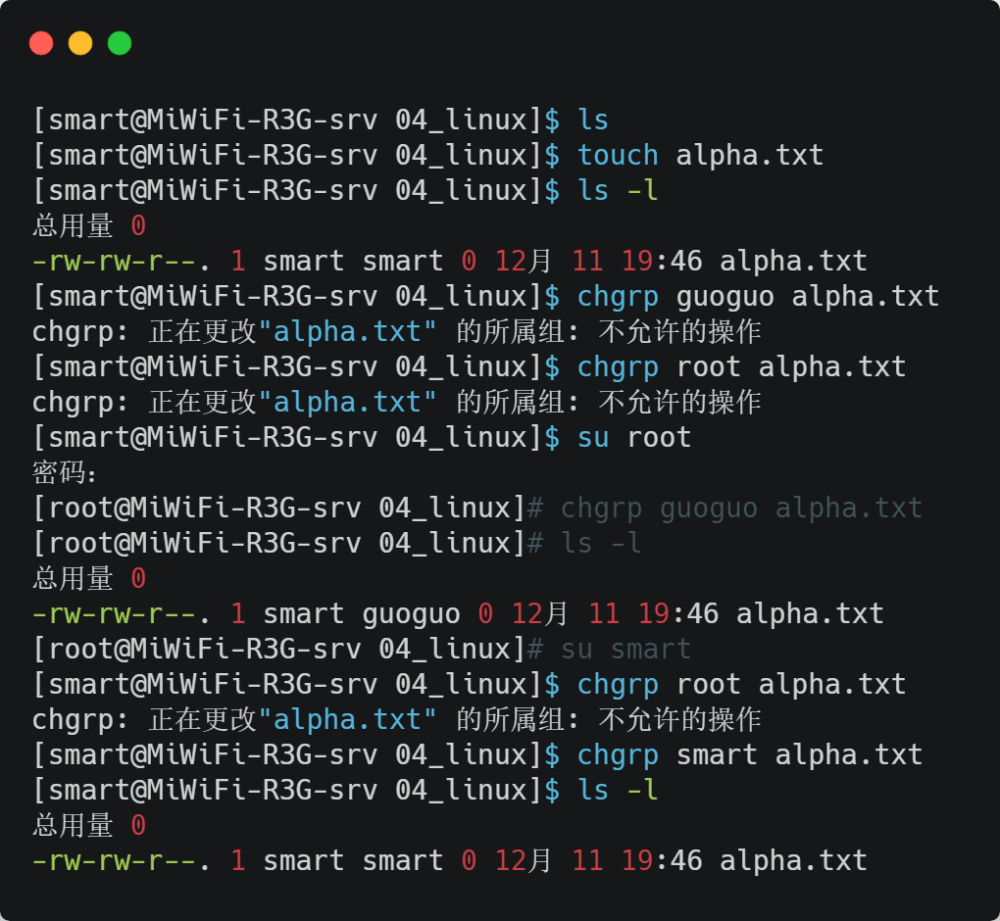 [smart@MiWiFi-R3G-srv 04_linux]$ ls
[smart@MiWiFi-R3G-srv 04_linux]$ touch alpha.txt
[smart@MiWiFi-R3G-srv 04_linux]$ ls -l
总用量 0
-rw-rw-r--. 1 smart smart 0 12月 11 19:46 alpha.txt
[smart@MiWiFi-R3G-srv 04_linux]$ chgrp guoguo alpha.txt
chgrp: 正在更改"alpha.txt" 的所属组: 不允许的操作
[smart@MiWiFi-R3G-srv 04_linux]$ chgrp root alpha.txt
chgrp: 正在更改"alpha.txt" 的所属组: 不允许的操作
[smart@MiWiFi-R3G-srv 04_linux]$ su root
密码：
[root@MiWiFi-R3G-srv 04_linux]# chgrp guoguo alpha.txt
[root@MiWiFi-R3G-srv 04_linux]# ls -l
总用量 0
-rw-rw-r--. 1 smart guoguo 0 12月 11 19:46 alpha.txt
[root@MiWiFi-R3G-srv 04_linux]# su smart
[smart@MiWiFi-R3G-srv 04_linux]$ chgrp root alpha.txt
chgrp: 正在更改"alpha.txt" 的所属组: 不允许的操作
[smart@MiWiFi-R3G-srv 04_linux]$ chgrp smart alpha.txt
[smart@MiWiFi-R3G-srv 04_linux]$ ls -l
总用量 0
-rw-rw-r--. 1 smart smart 0 12月 11 19:46 alpha.txt